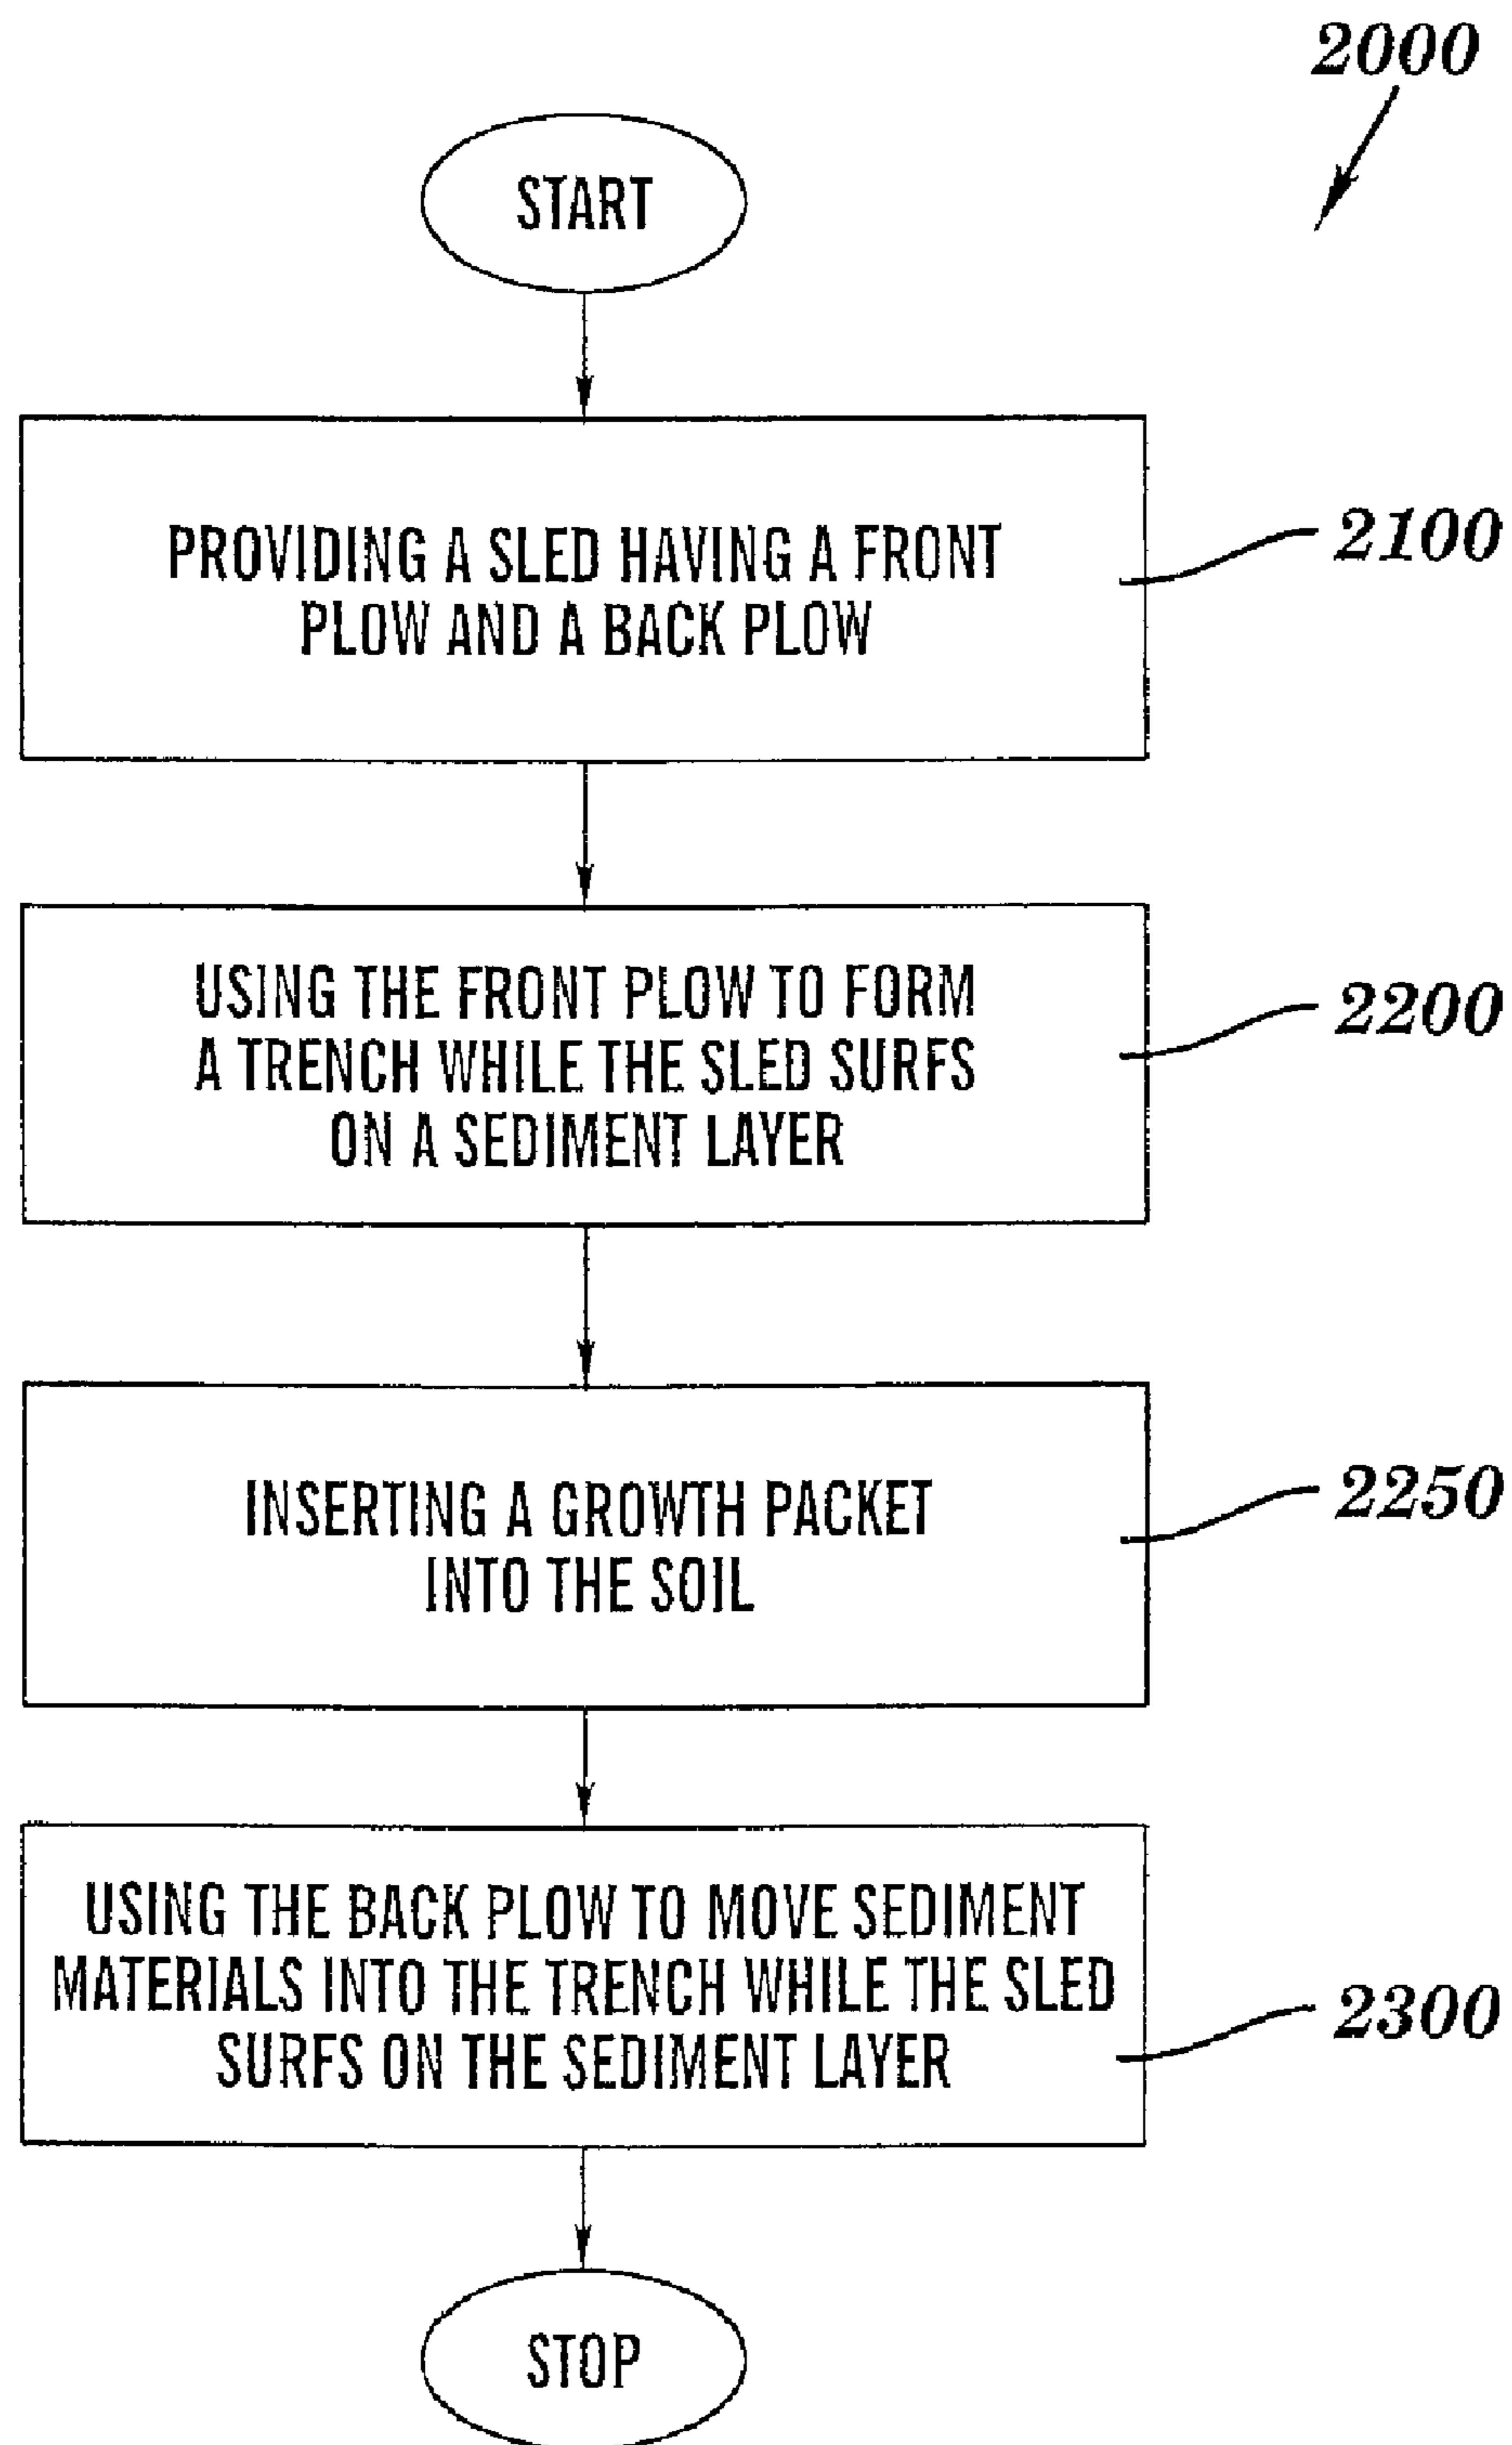 2000
START
PROVIDING A SLED HAVING A FRONT
PLOW AND A BACK PLOW
2100
USING THE FRONT PLOW TO FORM
A TRENCH WHILE THE SLED SURFS
ON A SEDIMENT LAYER
2200
INSERTING A GROWTH PACKET
INTO THE SOIL
2250
USING THE BACK PLOW TO MOVE SEDIMENT
MATERIALS INTO THE TRENCH WHILE THE SLED
SURFS ON THE SEDIMENT LAYER
2300
STOP